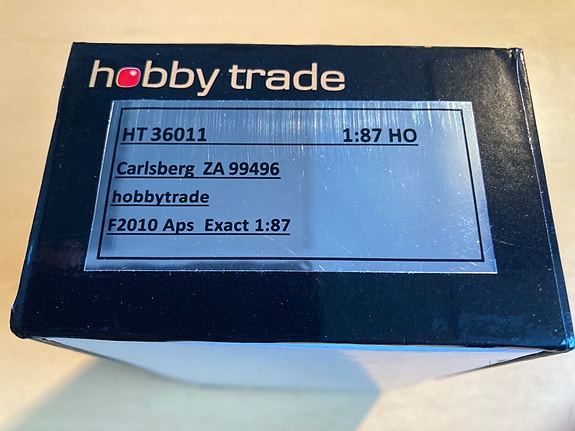 hobby trade
HT 36011 1:87 HO
Carlsberg ZA 99496
hobbytrade
F2010 Aps Exact 1:87